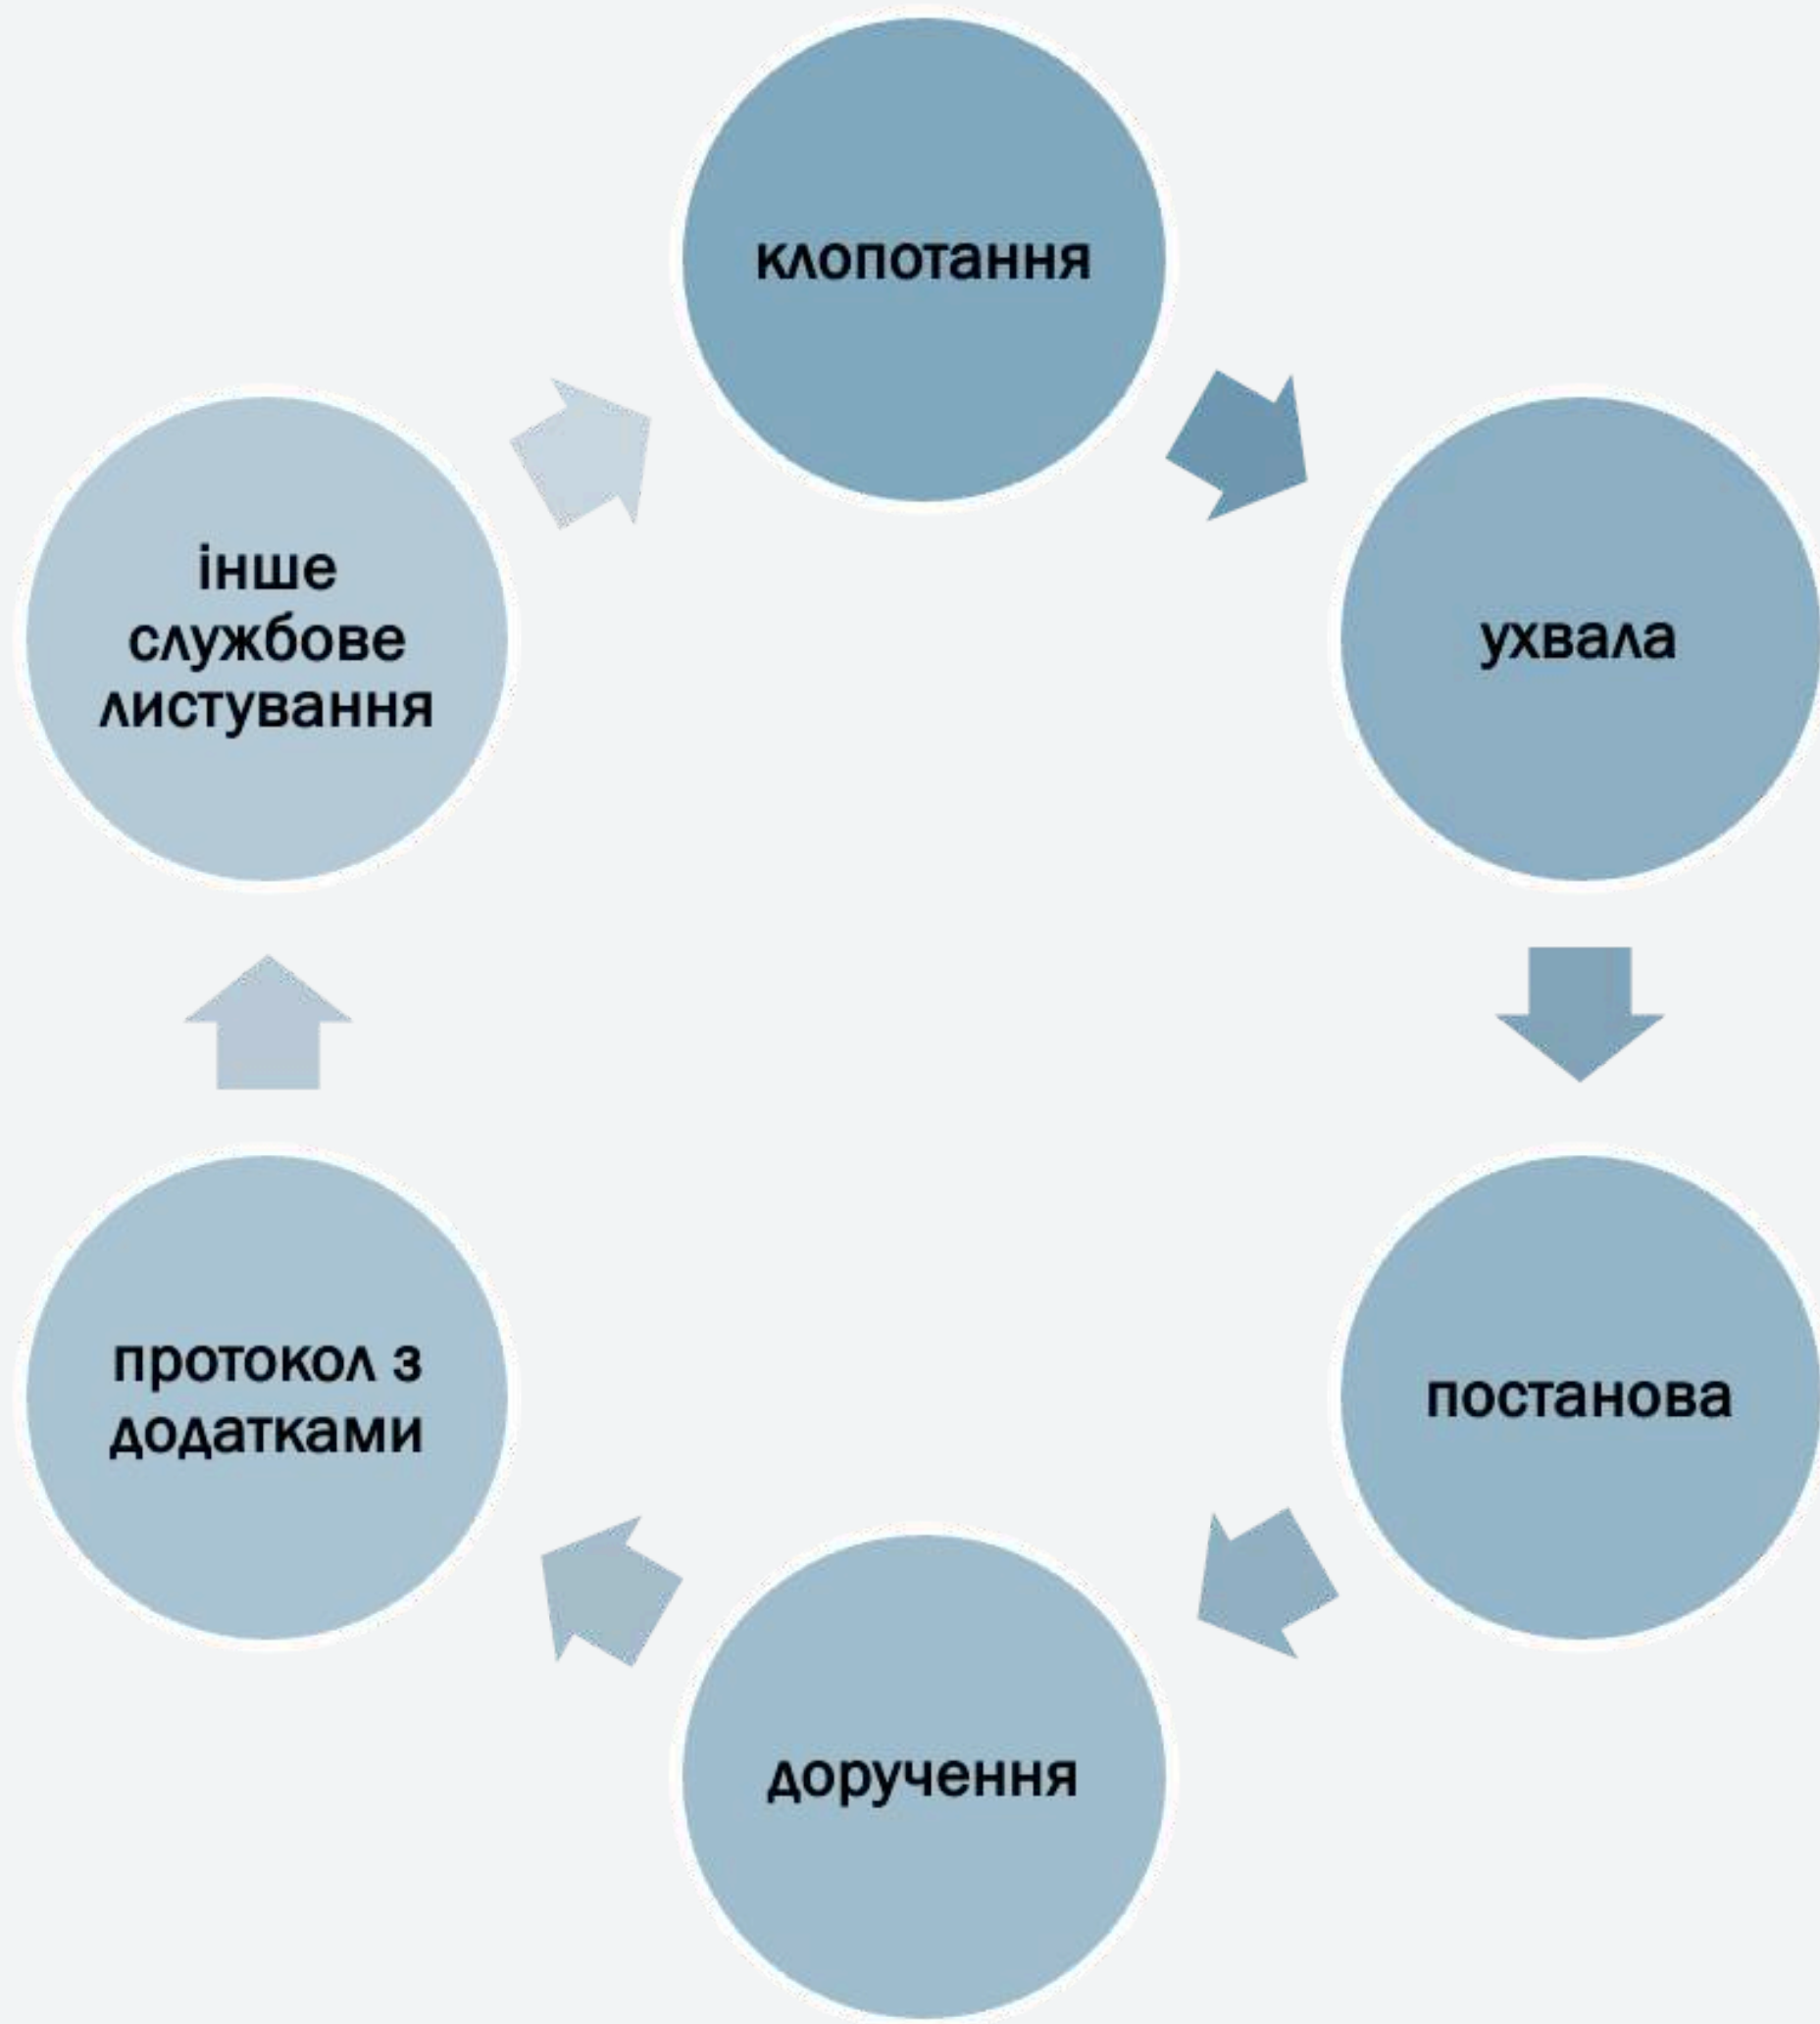 клопотання
ухвала
постанова
доручення
протокол з
додатками
інше
службове
листування